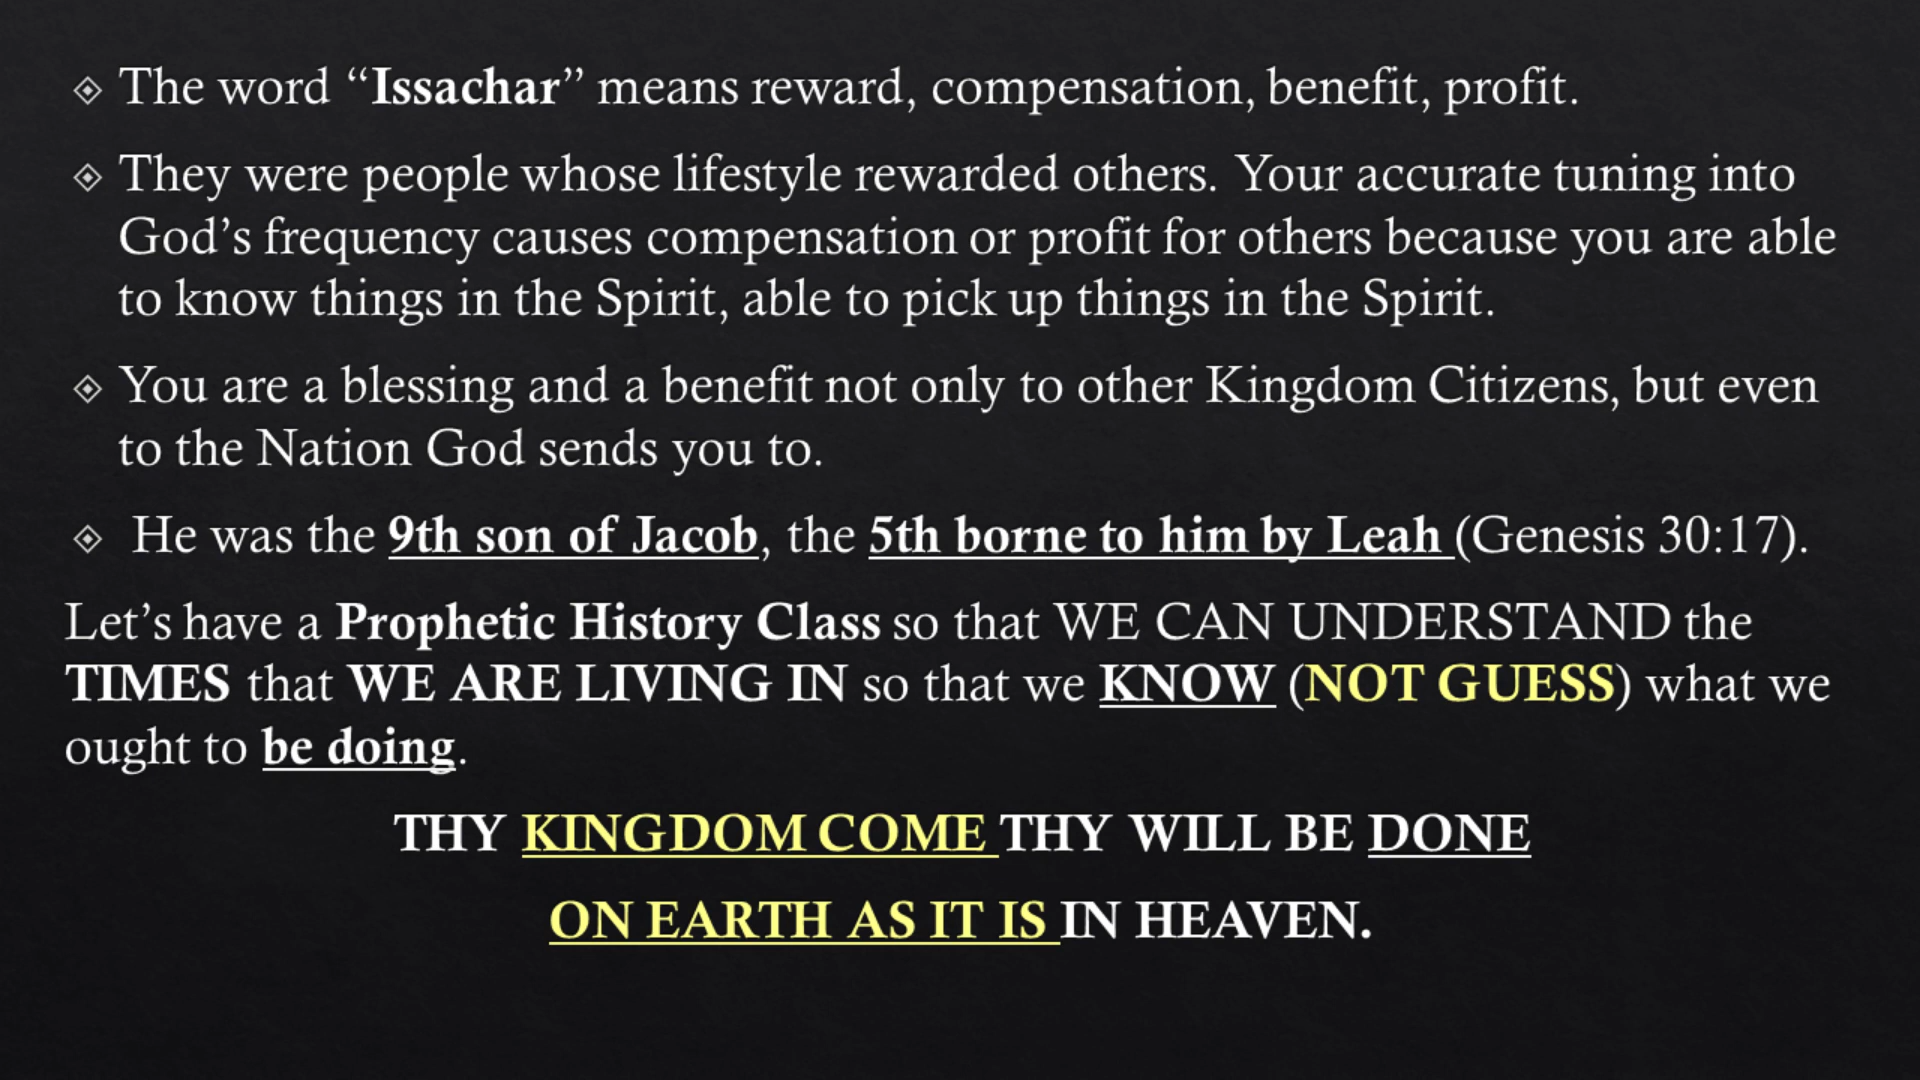 The word “Issachar” means reward, compensation, benefit, profit.
They were people whose lifestyle rewarded others. Your accurate tuning into
God’s frequency causes compensation or profit for others because you are able
to know things in the Spirit, able to pick up things in the Spirit.
You are a blessing and a benefit not only to other Kingdom Citizens, but even
to the Nation God sends you to.
He was the 9th son of Jacob, the 5th borne to him by Leah (Genesis 30:17).
Let’s have a Prophetic History Class so that WE CAN UNDERSTAND the
TIMES that WE ARE LIVING IN so that we KNOW (NOT GUESS) what we
ought to be doing.
THY KINGDOM COME THY WILL BE DONE
ON EARTH AS IT IS IN HEAVEN.